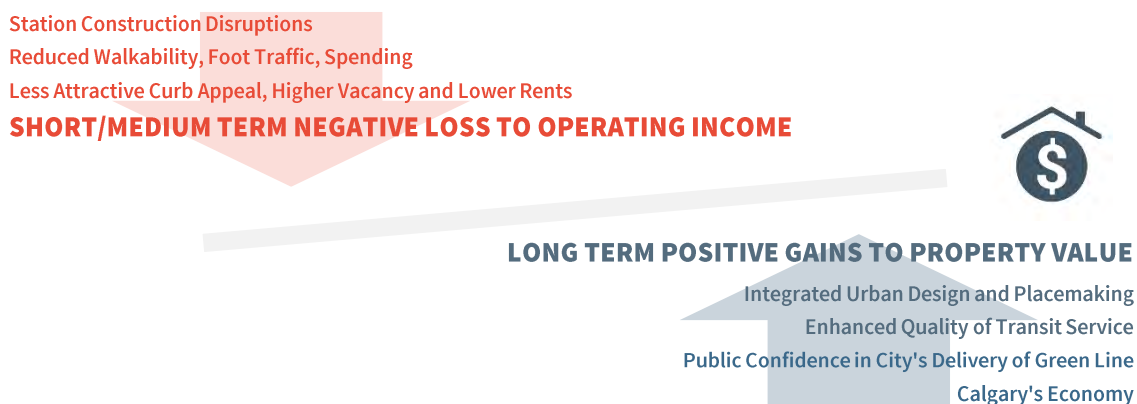 Station Construction Disruptions
Reduced Walkability, Foot Traffic, Spending
Less Attractive Curb Appeal, Higher Vacancy and Lower Rents
SHORT/MEDIUM TERM NEGATIVE LOSS TO OPERATING INCOME
$
LONG TERM POSITIVE GAINS TO PROPERTY VALUE
Integrated Urban Design and Placemaking
Enhanced Quality of Transit Service
Public Confidence in City's Delivery of Green Line
Calgary's Economy